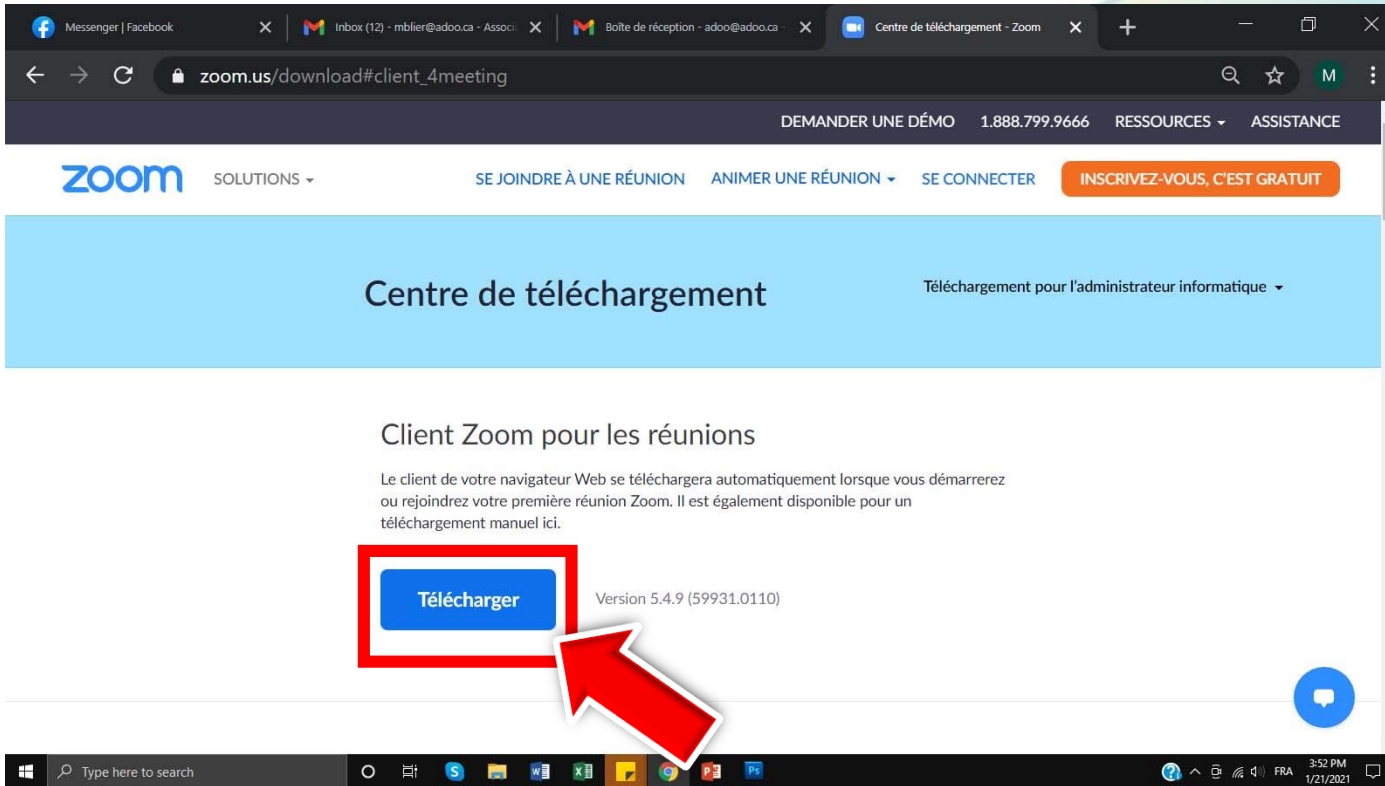 Messenger | Facebook
Inbox (12) - mblier@adoo.ca - Associ
Boîte de réception - adoo@adoo.ca -
Centre de téléchargement - Zoom
zoom.us/download#client_4meeting
M
DEMANDER UNE DÉMO 1.888.799.9666 RESSOURCES ASSISTANCE
zoom SOLUTIONS SE JOINDRE À UNE RÉUNION ANIMER UNE RÉUNION SE CONNECTER INSCRIVEZ-VOUS, C'EST GRATUIT
Centre de téléchargement
Téléchargement pour l'administrateur informatique
Client Zoom pour les réunions
Le client de votre navigateur Web se téléchargera automatiquement lorsque vous démarrerez
ou rejoindrez votre première réunion Zoom. Il est également disponible pour un
téléchargement manuel ici.
Télécharger
Version 5.4.9 (59931.0110)
Type here to search
FRA
3:52 PM
1/21/2021